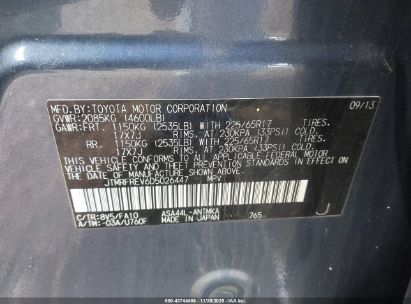 MFD.BY: TOYOTA MOTOR CORPORATION 09/13
GVWR: 2085KG (4600LB)
GAWR: FRT. 1150KG (2535LB) WITH 225/65R17 TIRES.
17X7J RIMS. AT 230KPA (33PSI) COLD.
RR. 1150KG (2535LB) WITH 225/65R17 TIRES.
17X7J RIMS. AT 230KPA (33PSI) COLD.
THIS VEHICLE CONFORMS TO ALL APPLICABLE FEDERAL MOTOR
VEHICLE SAFETY AND THEFT PREVENTION STANDARDS IN EFFECT ON
THE DATE OF MANUFACTURE SHOWN ABOVE.
JTMRFREV6D5026447 MPV
C/TR: 8V5/FA10 ASA44L-ANTMKA 765 J
A/TM: -03A/U760F MADE IN JAPAN